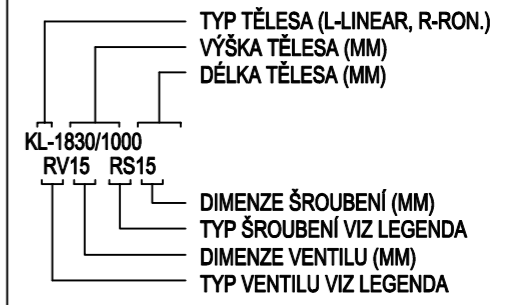 TYP TĚLESA (L-LINEAR, R-RON.)
VÝŠKA TĚLESA (MM)
DÉLKA TĚLESA (MM)
KL-1830/1000
RV15 RS15
DIMENZE ŠROUBENÍ (MM)
TYP ŠROUBENÍ VIZ LEGENDA
DIMENZE VENTILU (MM)
TYP VENTILU VIZ LEGENDA